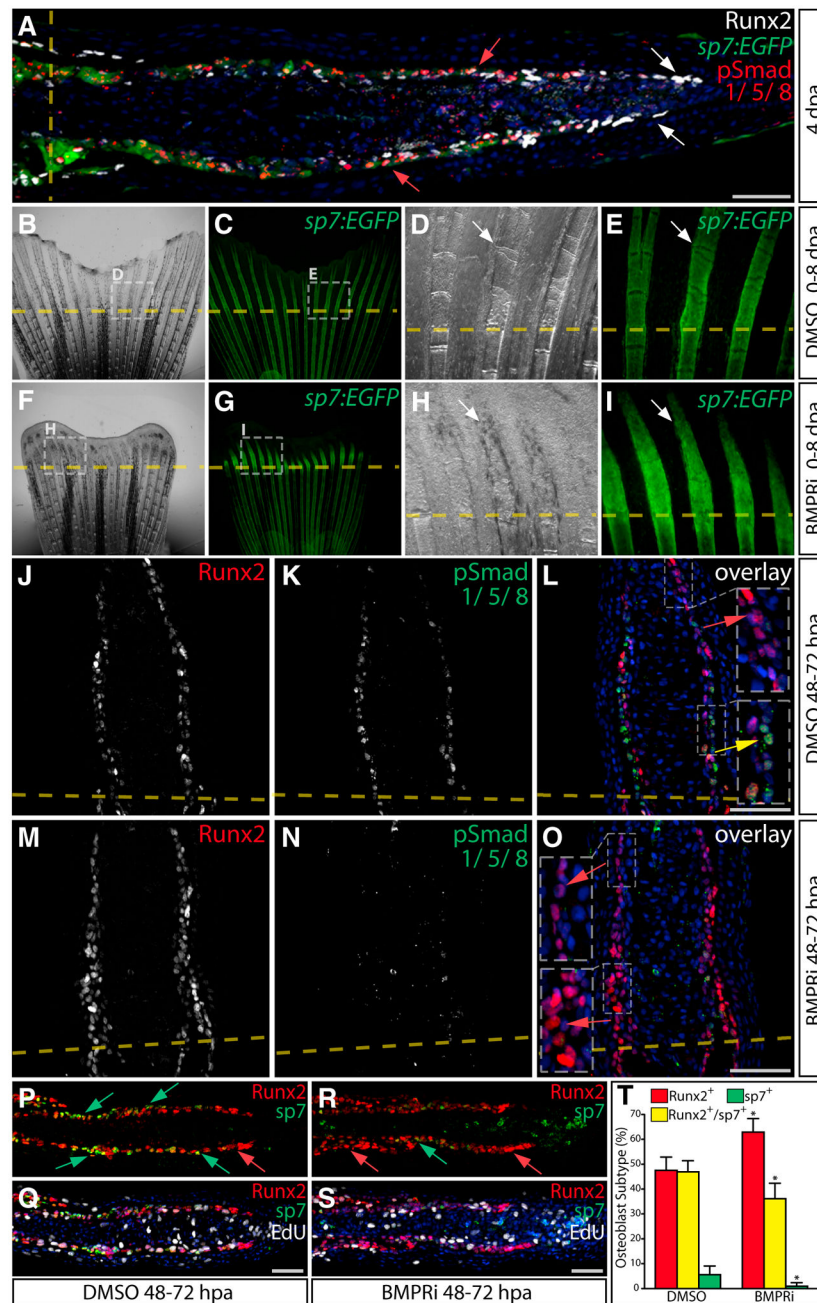 A
Runx2
sp7:EGFP
pSmad
1/ 5/ 8
4 dpa
B
D
C
sp7:EGFP
E
D
E
sp7:EGFP
DMSO 0-8 dpa
F
H
G
sp7:EGFP
I
H
I
sp7:EGFP
BMPRi 0-8 dpa
J
Runx2
K
pSmad
1/ 5/ 8
L
overlay
DMSO 48-72 hpa
M
Runx2
N
pSmad
1/ 5/ 8
O
overlay
BMPRi 48-72 hpa
P
Runx2
sp7
R
Runx2
sp7
Q
Runx2
sp7
EdU
S
Runx2
sp7
EdU
DMSO 48-72 hpa
BMPRi 48-72 hpa
T
Runx2+
sp7+
Runx2+/sp7+
Osteoblast Subtype (%)
70
60
50
40
30
20
10
0
*
*
*
DMSO
BMPRi